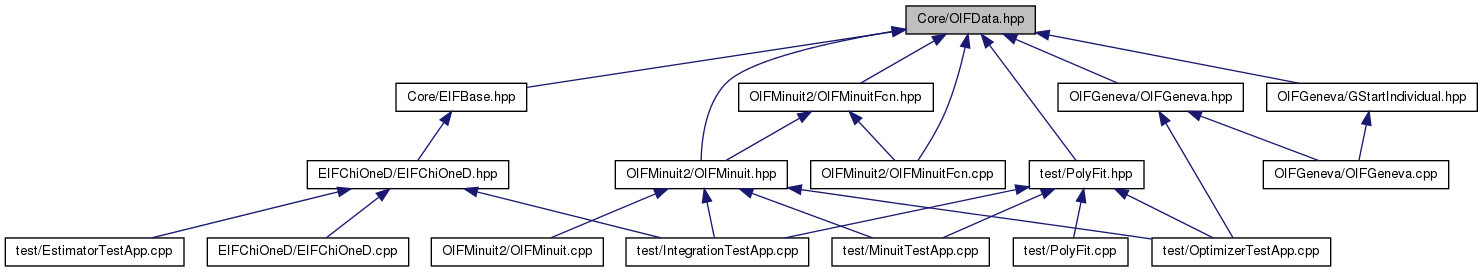 Core/OIFData.hpp
Core/EIFBase.hpp
OIFMinuit2/OIFMinuitFcn.hpp
OIFGeneva/OIFGeneva.hpp
OIFGeneva/GStartIndividual.hpp
EIFChiOneD/EIFChiOneD.hpp
OIFMinuit2/OIFMinuit.hpp
OIFMinuit2/OIFMinuitFcn.cpp
test/PolyFit.hpp
OIFGeneva/OIFGeneva.cpp
test/EstimatorTestApp.cpp
EIFChiOneD/EIFChiOneD.cpp
OIFMinuit2/OIFMinuit.cpp
test/IntegrationTestApp.cpp
test/MinuitTestApp.cpp
test/PolyFit.cpp
test/OptimizerTestApp.cpp